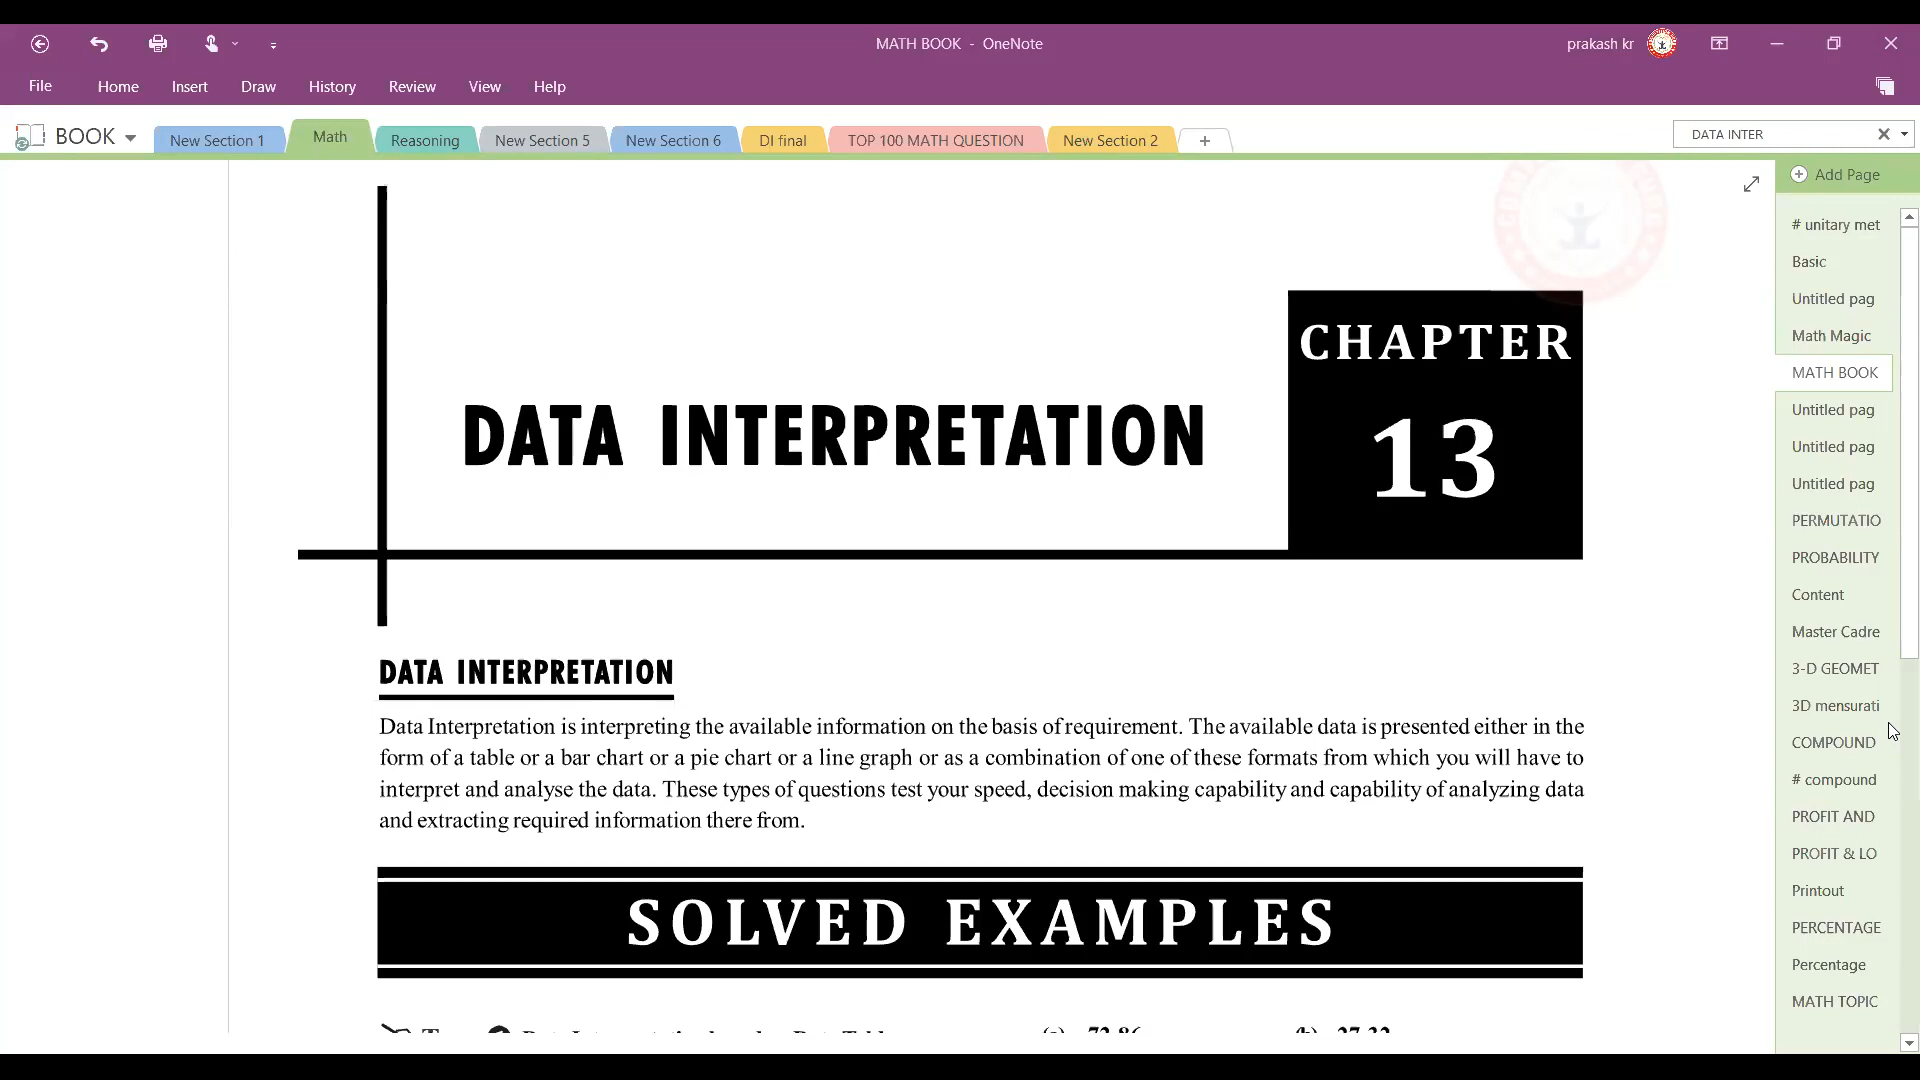 MATH BOOK - OneNote
prakash kr
File
Home
Insert
Draw
History
Review
View
Help
BOOK
New Section 1
Math
Reasoning
New Section 5
New Section 6
DI final
TOP 100 MATH QUESTION
New Section 2
+
DATA INTER
Add Page
# unitary met
Basic
Untitled pag
Math Magic
MATH BOOK
Untitled pag
Untitled pag
Untitled pag
PERMUTATIO
PROBABILITY
Content
Master Cadre
3-D GEOMET
3D mensurati
COMPOUND
# compound
PROFIT AND
PROFIT & LO
Printout
PERCENTAGE
Percentage
MATH TOPIC
CHAPTER
13
DATA INTERPRETATION
DATA INTERPRETATION
Data Interpretation is interpreting the available information on the basis of requirement. The available data is presented either in the
form of a table or a bar chart or a pie chart or a line graph or as a combination of one of these formats from which you will have to
interpret and analyse the data. These types of questions test your speed, decision making capability and capability of analyzing data
and extracting required information there from.
SOLVED EXAMPLES